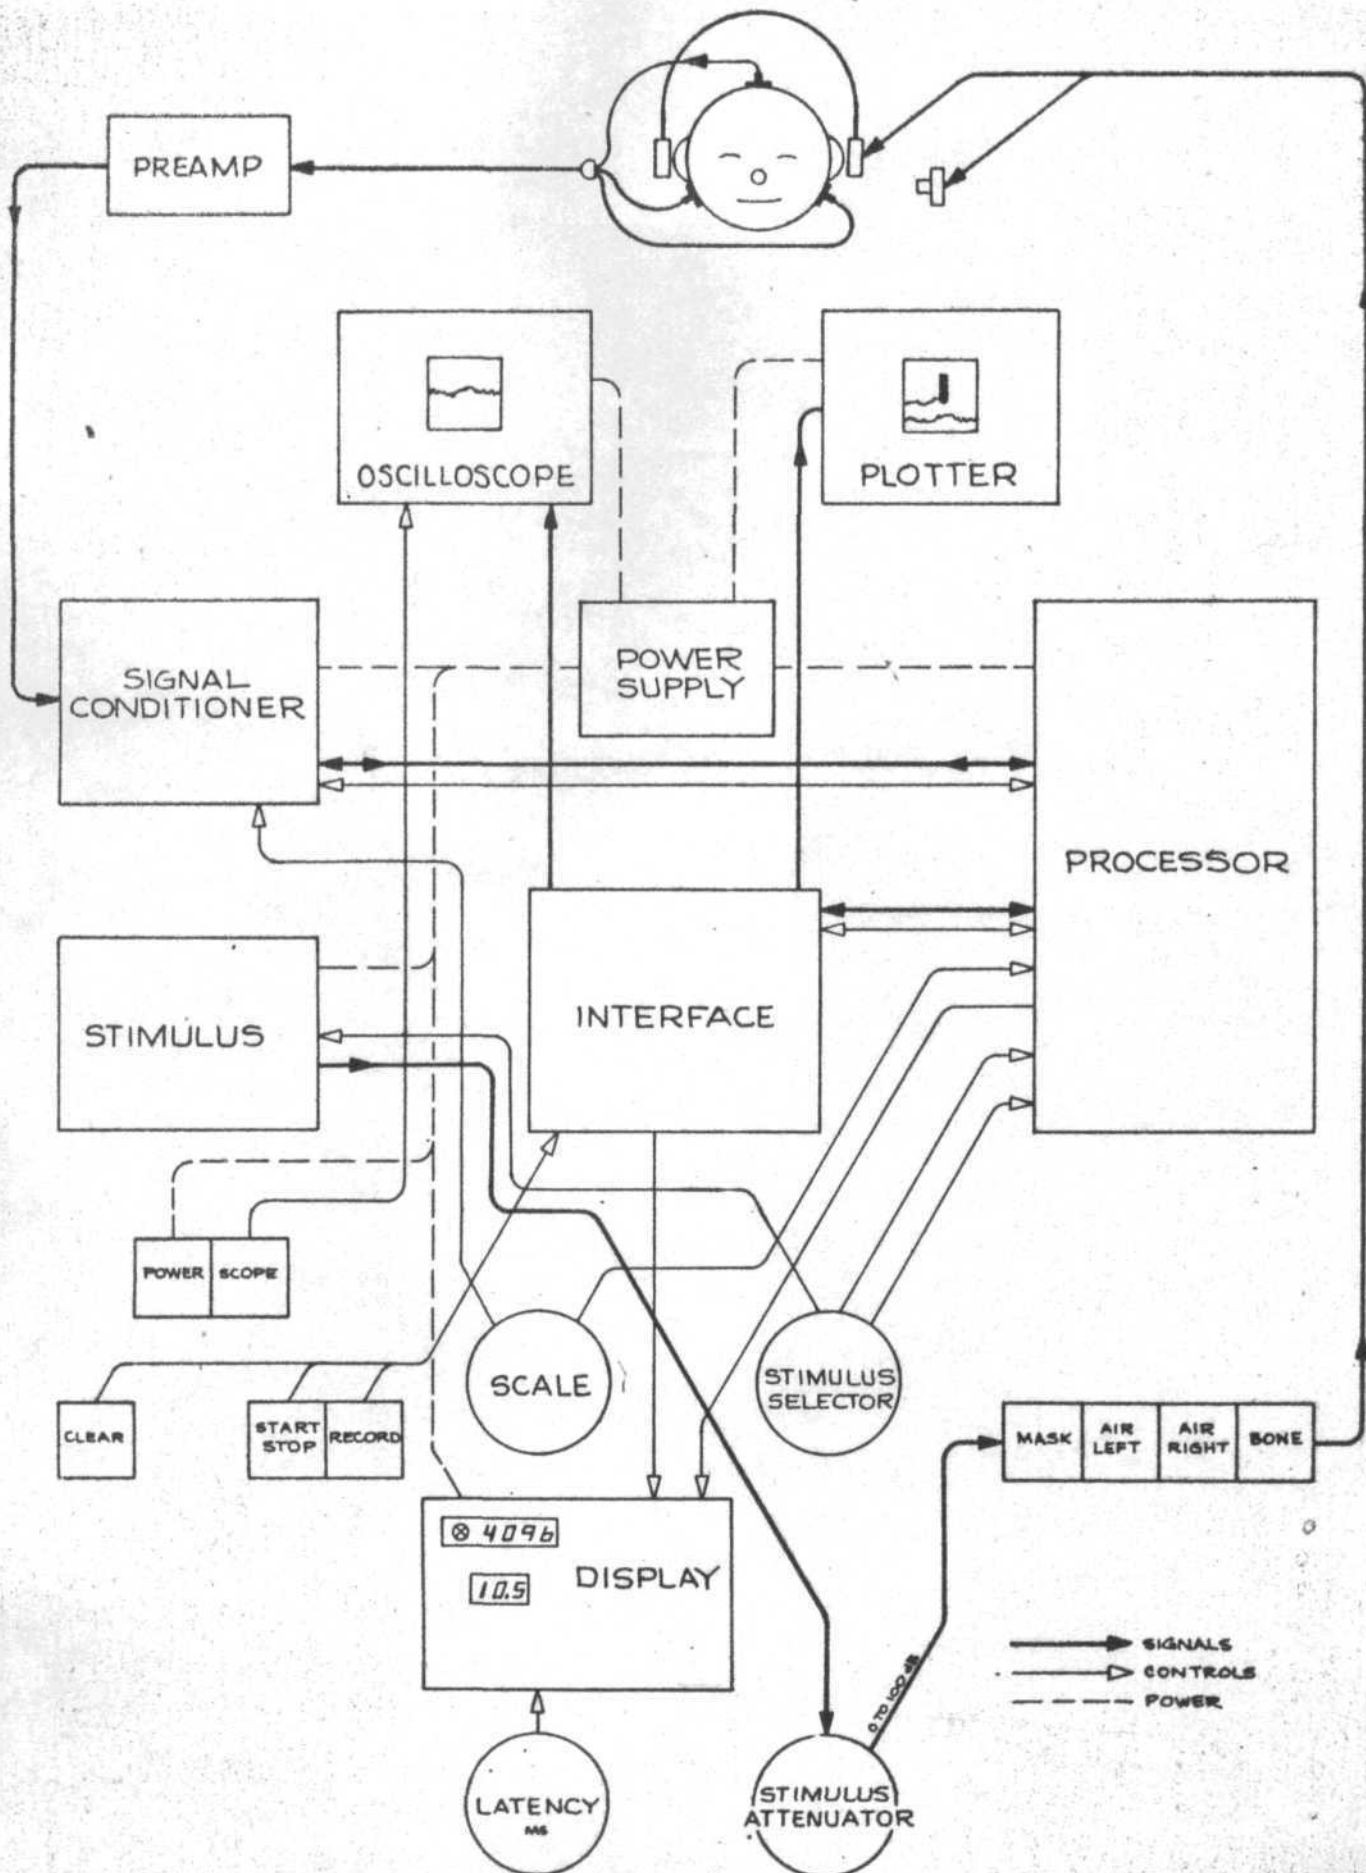 PREAMP
OSCILLOSCOPE
PLOTTER
SIGNAL
CONDITIONER
POWER
SUPPLY
PROCESSOR
STIMULUS
INTERFACE
POWER
SCOPE
SCALE
STIMULUS
SELECTOR
CLEAR
START
STOP
RECORD
MASK
AIR
LEFT
AIR
RIGHT
BONE
4096
10.5
DISPLAY
SIGNALS
CONTROLS
POWER
0 TO 100 dB
LATENCY
MS
STIMULUS
ATTENUATOR